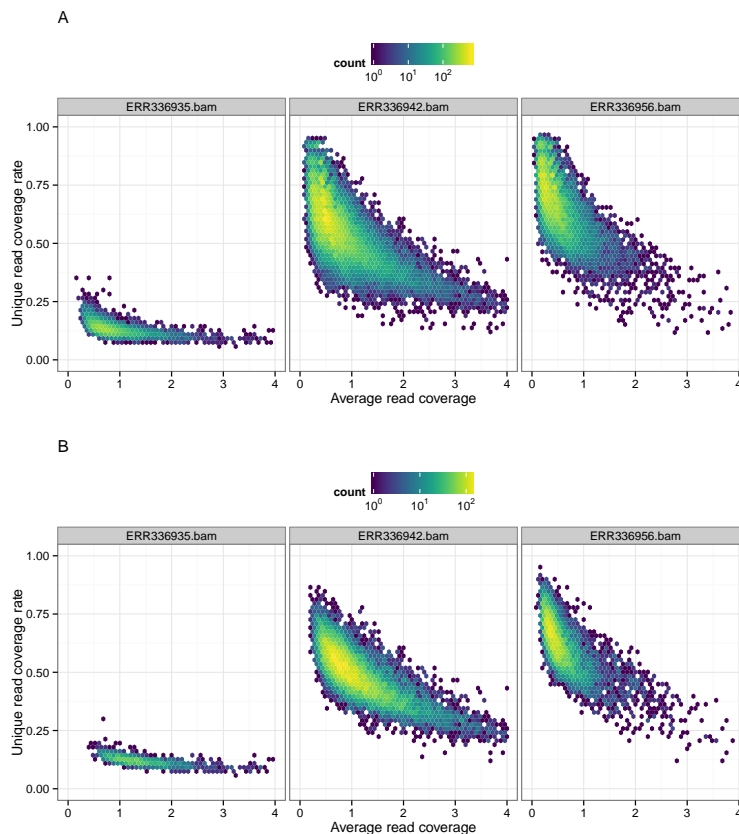 A
count
10⁰ 10¹ 10²
ERR336935.bam ERR336942.bam ERR336956.bam
1.00
0.75
0.50
0.25
0.00
Unique read coverage rate
0 1 2 3 4 0 1 2 3 4 0 1 2 3 4
Average read coverage
B
count
10⁰ 10¹ 10²
ERR336935.bam ERR336942.bam ERR336956.bam
1.00
0.75
0.50
0.25
0.00
Unique read coverage rate
0 1 2 3 4 0 1 2 3 4 0 1 2 3 4
Average read coverage